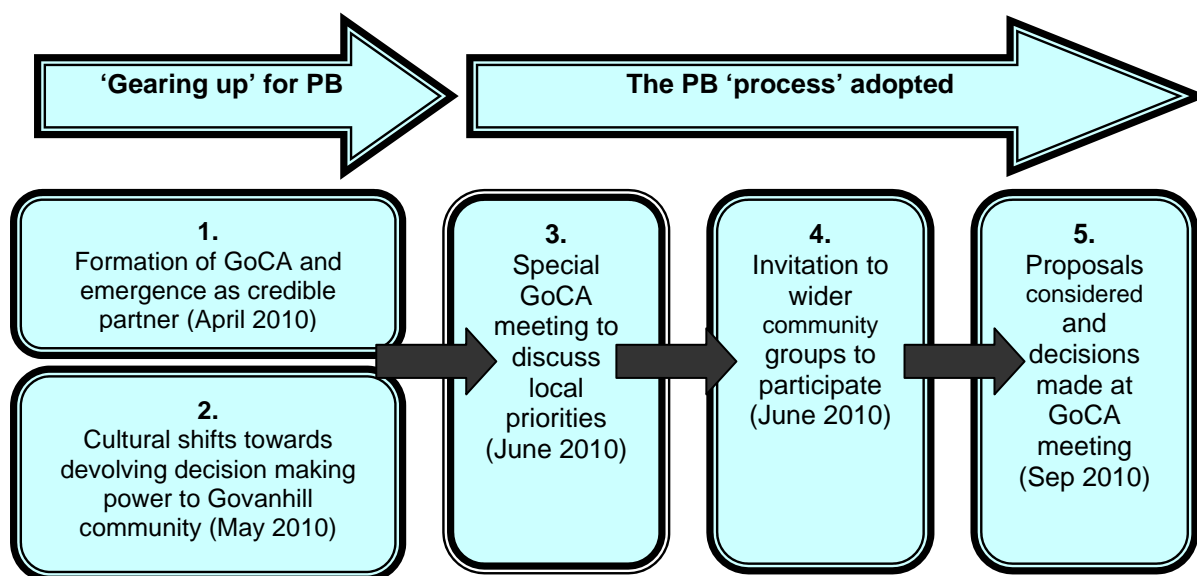 ‘Gearing up’ for PB
The PB ‘process’ adopted
1.
Formation of GoCA and
emergence as credible
partner (April 2010)
2.
Cultural shifts towards
devolving decision making
power to Govanhill
community (May 2010)
3.
Special
GoCA
meeting to
discuss
local
priorities
(June 2010)
4.
Invitation to
wider
community
groups to
participate
(June 2010)
5.
Proposals
considered
and
decisions
made at
GoCA
meeting
(Sep 2010)